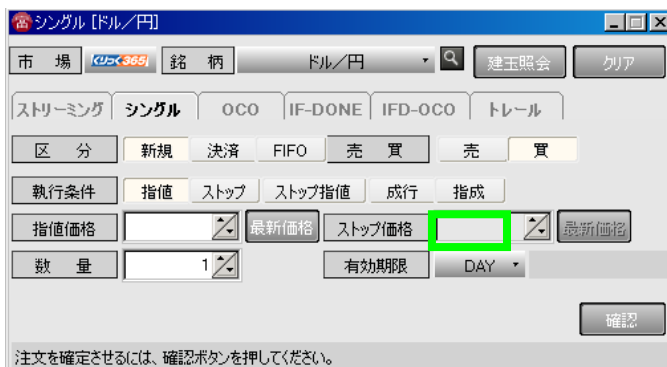 シングル [ドル／円]
市場 くりっく365 銘柄 ドル／円 建玉照会 クリア
ストリーミング シングル OCO IF-DONE IFD-OCO トレール
区分 新規 決済 FIFO 売買 売 買
執行条件 指値 ストップ ストップ指値 成行 指成
指値価格 最新価格 ストップ価格 最新価格
数量 1 有効期限 DAY
確認
注文を確定させるには、確認ボタンを押してください。